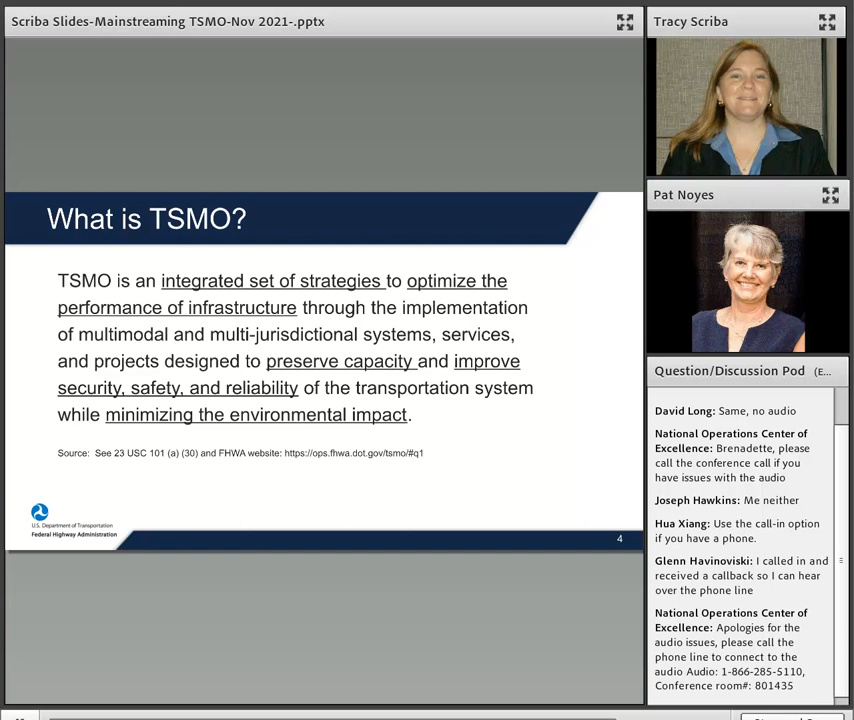 Scriba Slides-Mainstreaming TSMO-Nov 2021-.pptx
What is TSMO?
TSMO is an integrated set of strategies to optimize the
performance of infrastructure through the implementation
of multimodal and multi-jurisdictional systems, services,
and projects designed to preserve capacity and improve
security, safety, and reliability of the transportation system
while minimizing the environmental impact.
Source: See 23 USC 101 (a) (30) and FHWA website: https://ops.fhwa.dot.gov/tsmo/#q1
U.S. Department of Transportation
Federal Highway Administration
4
Tracy Scriba
Pat Noyes
Question/Discussion Pod (E...
David Long: Same, no audio
National Operations Center of
Excellence: Brenadette, please
call the conference call if you
have issues with the audio
Joseph Hawkins: Me neither
Hua Xiang: Use the call-in option
if you have a phone.
Glenn Havinoviski: I called in and
received a callback so I can hear
over the phone line
National Operations Center of
Excellence: Apologies for the
audio issues, please call the
phone line to connect to the
audio Audio: 1-866-285-5110,
Conference room#: 801435